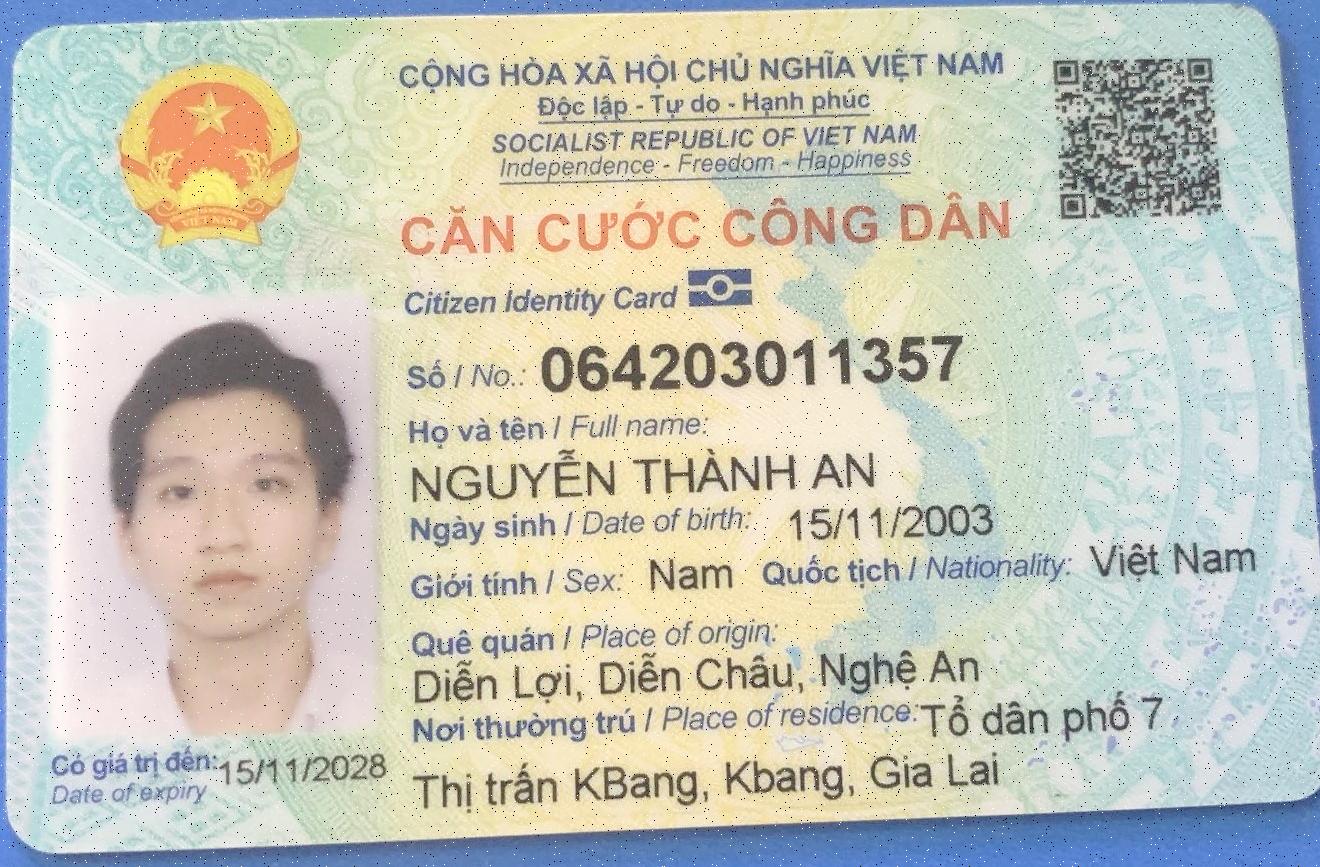 CỘNG HÒA XÃ HỘI CHỦ NGHĨA VIỆT NAM
Độc lập - Tự do - Hạnh phúc
SOCIALIST REPUBLIC OF VIET NAM
Independence - Freedom - Happiness
CĂN CƯỚC CÔNG DÂN
Citizen Identity Card
Số / No.: 064203011357
Họ và tên / Full name:
NGUYỄN THÀNH AN
Ngày sinh / Date of birth: 15/11/2003
Giới tính / Sex: Nam Quốc tịch / Nationality: Việt Nam
Quê quán / Place of origin:
Diễn Lợi, Diễn Châu, Nghệ An
Nơi thường trú / Place of residence: Tổ dân phố 7
Thị trấn KBang, Kbang, Gia Lai
Có giá trị đến: 15/11/2028
Date of expiry